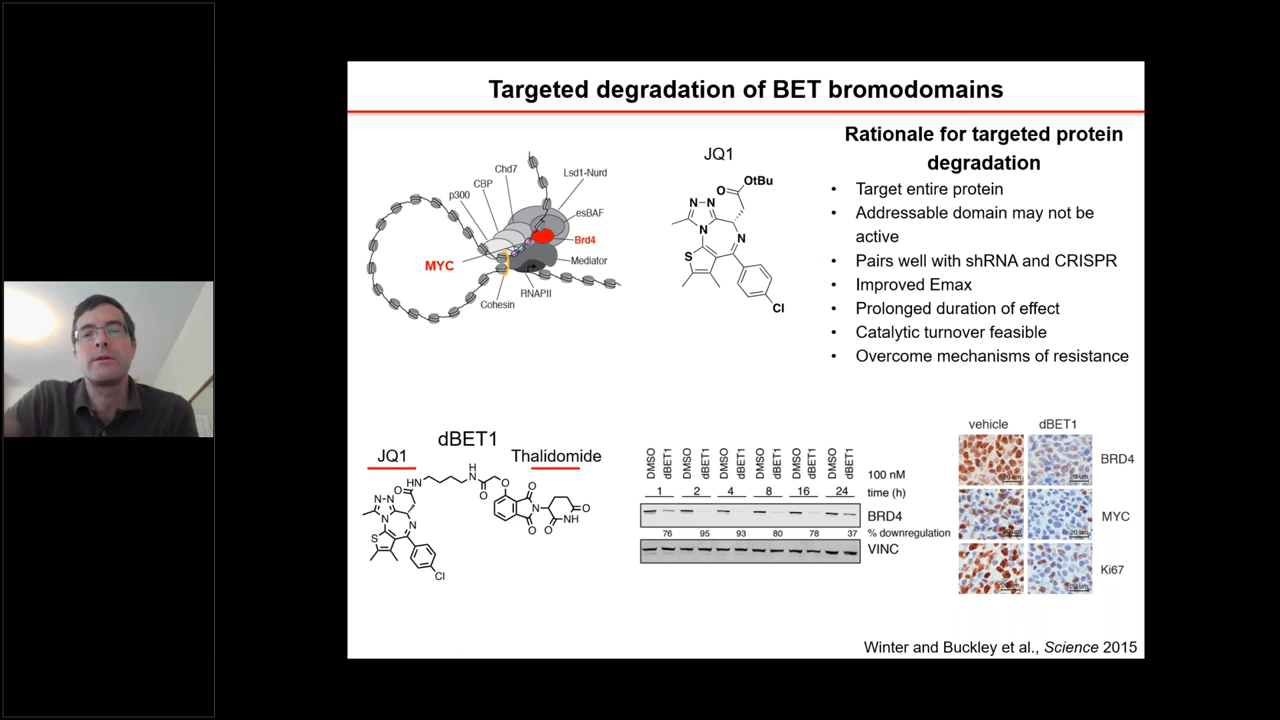 Targeted degradation of BET bromodomains
Chd7
CBP
p300
Lsd1-Nurd
esBAF
Brd4
MYC
Mediator
RNAPII
Cohesin
JQ1
OtBu
O
N N
N
N
S
Cl
Rationale for targeted protein
degradation
• Target entire protein
• Addressable domain may not be
active
• Pairs well with shRNA and CRISPR
• Improved Emax
• Prolonged duration of effect
• Catalytic turnover feasible
• Overcome mechanisms of resistance
dBET1
JQ1
Thalidomide
H
N
HN
O
O
O
O
N
O
O
NH
O
N-N
N
N
S
Cl
DMSO dBET1 DMSO dBET1 DMSO dBET1 DMSO dBET1 DMSO dBET1 DMSO dBET1
100 nM
1 2 4 8 16 24 time (h)
BRD4
76 95 93 80 78 37 % downregulation
VINC
vehicle dBET1
BRD4
MYC
Ki67
Winter and Buckley et al., Science 2015